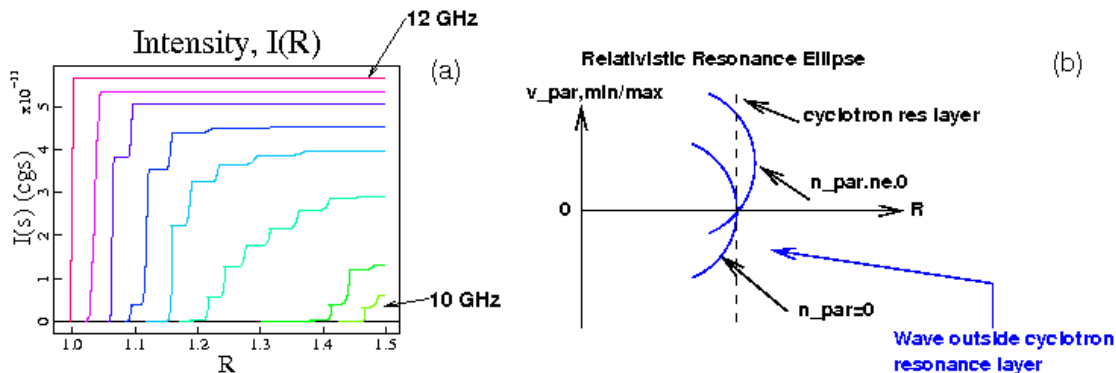 12 GHz
Intensity, I(R)
(a)
x10⁻¹¹
I(s) (cgs)
5
4
3
2
1
0
10 GHz
1.0 1.1 1.2 1.3 1.4 1.5
R
(b)
Relativistic Resonance Ellipse
v_par,min/max
cyclotron res layer
n_par.ne.0
0
R
n_par=0
Wave outside cyclotron
resonance layer